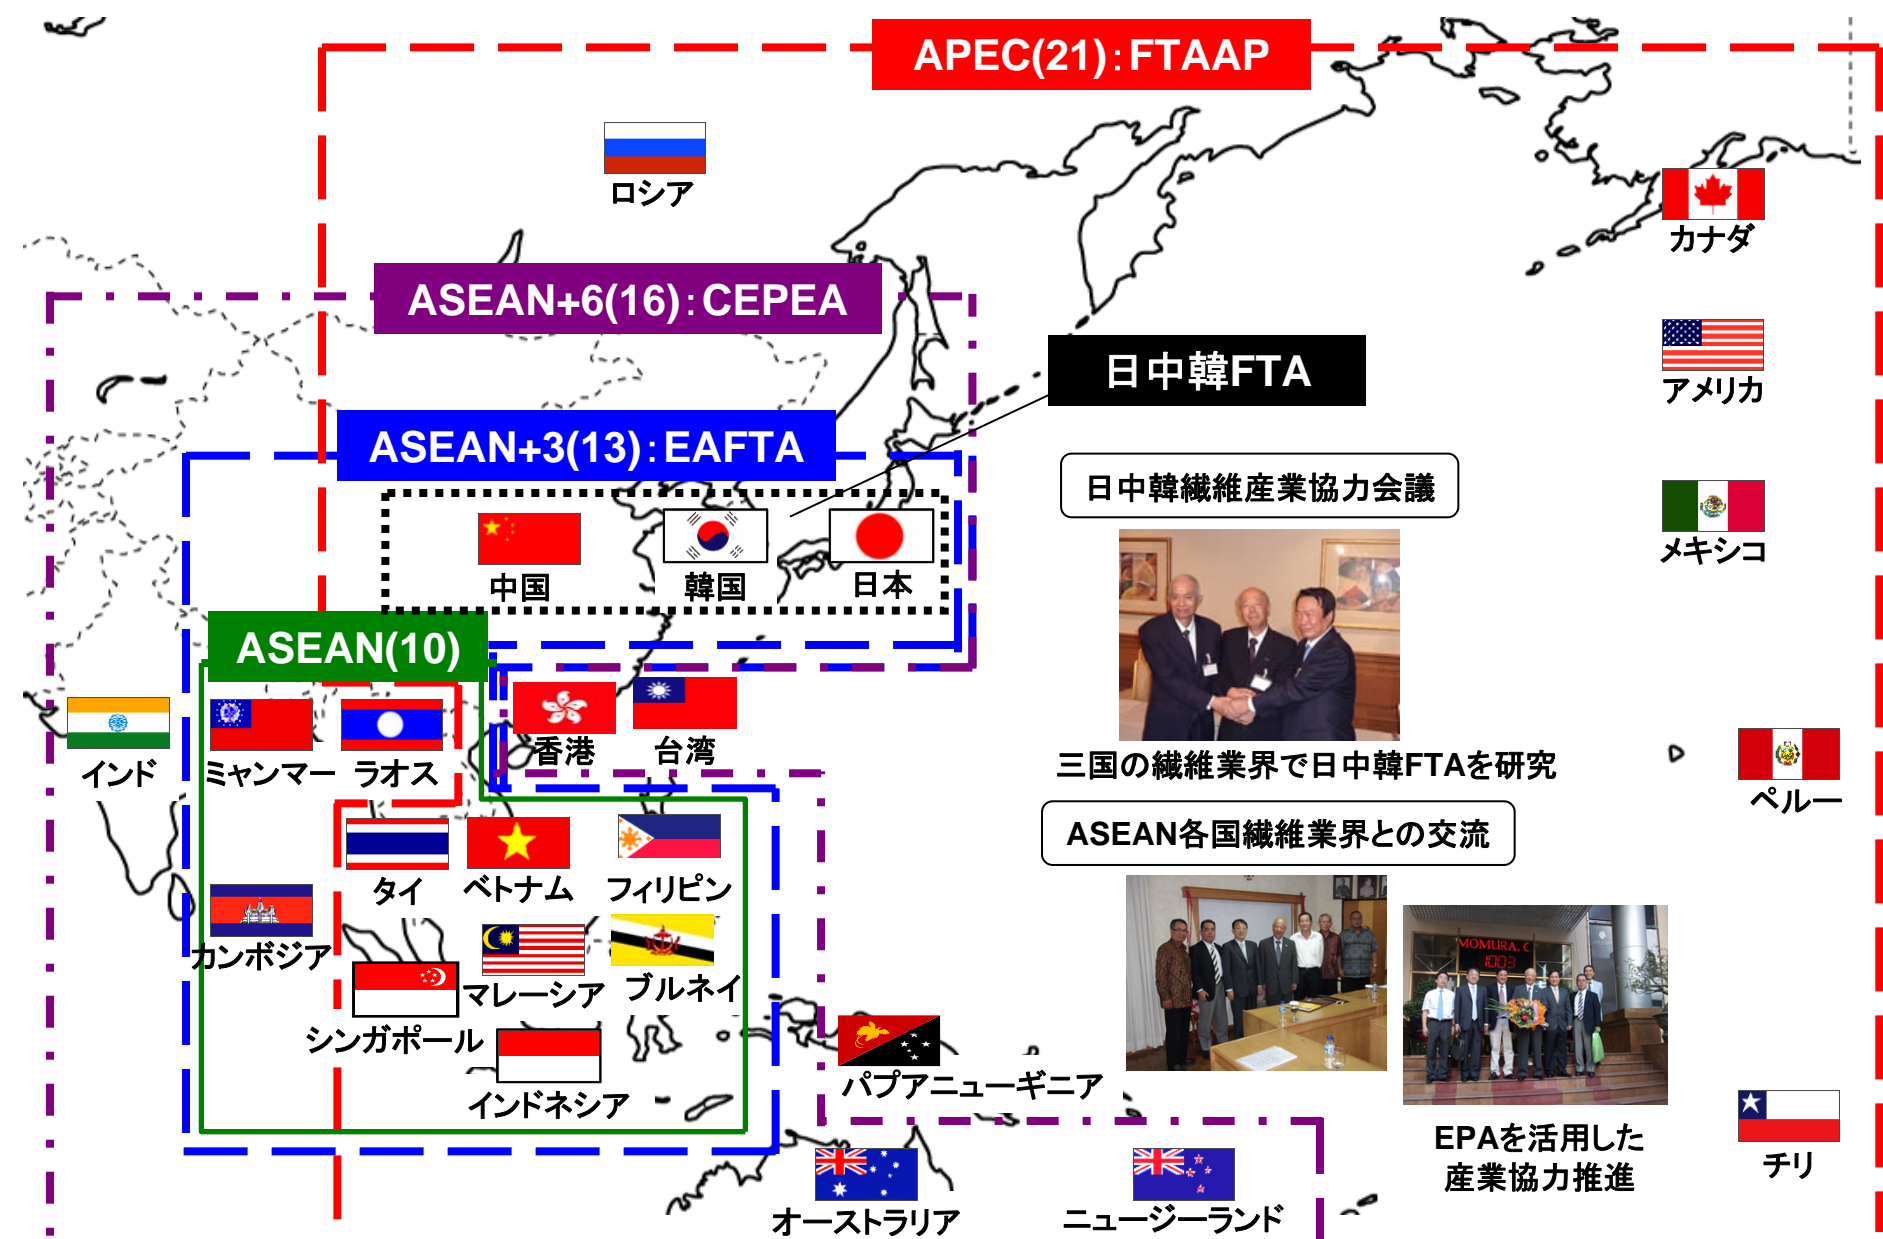 APEC(21)：FTAAP
ロシア
カナダ
ASEAN+6(16)：CEPEA
アメリカ
日中韓FTA
ASEAN+3(13)：EAFTA
日中韓繊維産業協力会議
メキシコ
中国
韓国
日本
ASEAN(10)
インド
ミャンマー
ラオス
香港
台湾
三国の繊維業界で日中韓FTAを研究
ペルー
ASEAN各国繊維業界との交流
タイ
ベトナム
フィリピン
カンボジア
マレーシア
ブルネイ
シンガポール
インドネシア
パプアニューギニア
MOMURA, C
1003
EPAを活用した
産業協力推進
チリ
オーストラリア
ニュージーランド